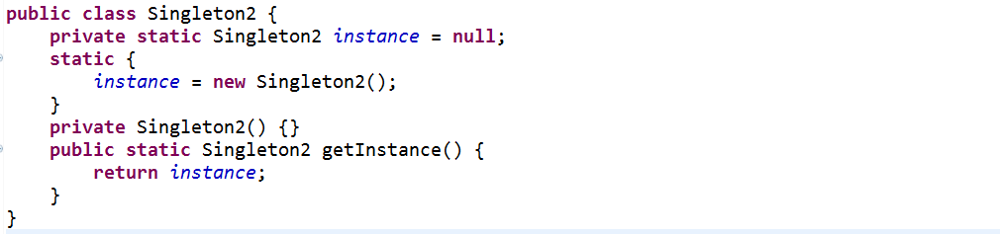 public class Singleton2 {
    private static Singleton2 instance = null;
    static {
        instance = new Singleton2();
    }
    private Singleton2() {}
    public static Singleton2 getInstance() {
        return instance;
    }
}